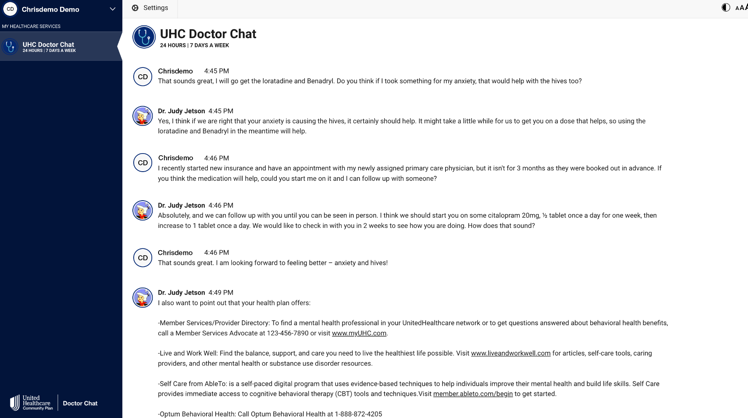 CD Chrisdemo Demo
Settings
AAA
MY HEALTHCARE SERVICES
UHC Doctor Chat
24 HOURS | 7 DAYS A WEEK
UHC Doctor Chat
24 HOURS | 7 DAYS A WEEK
CD
Chrisdemo 4:45 PM
That sounds great, I will go get the loratadine and Benadryl. Do you think if I took something for my anxiety, that would help with the hives too?
Dr. Judy Jetson 4:45 PM
Yes, I think if we are right that your anxiety is causing the hives, it certainly should help. It might take a little while for us to get you on a dose that helps, so using the
loratadine and Benadryl in the meantime will help.
CD
Chrisdemo 4:46 PM
I recently started new insurance and have an appointment with my newly assigned primary care physician, but it isn't for 3 months as they were booked out in advance. If
you think the medication will help, could you start me on it and I can follow up with someone?
Dr. Judy Jetson 4:46 PM
Absolutely, and we can follow up with you until you can be seen in person. I think we should start you on some citalopram 20mg, ½ tablet once a day for one week, then
increase to 1 tablet once a day. We would like to check in with you in 2 weeks to see how you are doing. How does that sound?
CD
Chrisdemo 4:46 PM
That sounds great. I am looking forward to feeling better – anxiety and hives!
Dr. Judy Jetson 4:49 PM
I also want to point out that your health plan offers:
-Member Services/Provider Directory: To find a mental health professional in your UnitedHealthcare network or to get questions answered about behavioral health benefits,
call a Member Services Advocate at 123-456-7890 or visit www.myUHC.com.
-Live and Work Well: Find the balance, support, and care you need to live the healthiest life possible. Visit www.liveandworkwell.com for articles, self-care tools, caring
providers, and other mental health or substance use disorder resources.
-Self Care from AbleTo: is a self-paced digital program that uses evidence-based techniques to help individuals improve their mental health and build life skills. Self Care
provides immediate access to cognitive behavioral therapy (CBT) tools and techniques.Visit member.ableto.com/begin to get started.
-Optum Behavioral Health: Call Optum Behavioral Health at 1-888-872-4205
United
Healthcare
Community Plan
Doctor Chat